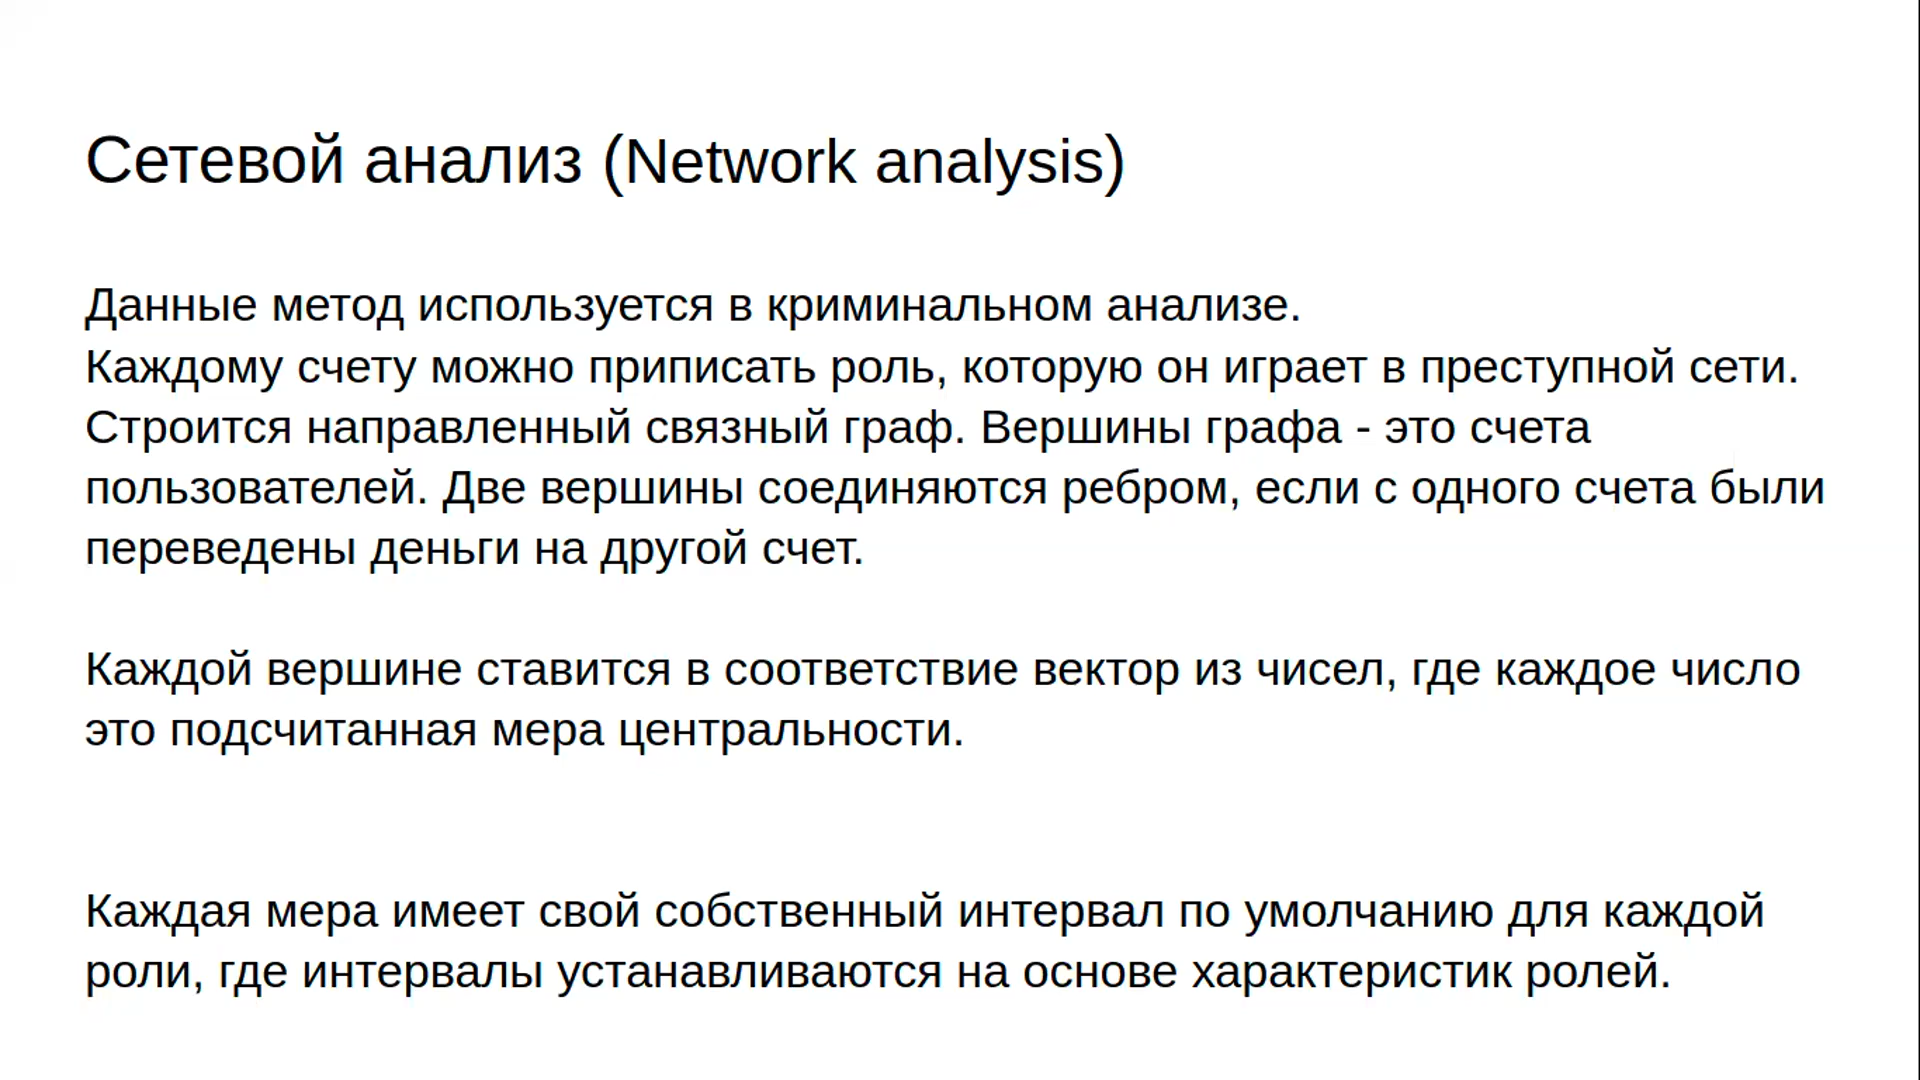 Сетевой анализ (Network analysis)
Данные метод используется в криминальном анализе.
Каждому счету можно приписать роль, которую он играет в преступной сети.
Строится направленный связный граф. Вершины графа - это счета
пользователей. Две вершины соединяются ребром, если с одного счета были
переведены деньги на другой счет.
Каждой вершине ставится в соответствие вектор из чисел, где каждое число
это подсчитанная мера центральности.
Каждая мера имеет свой собственный интервал по умолчанию для каждой
роли, где интервалы устанавливаются на основе характеристик ролей.